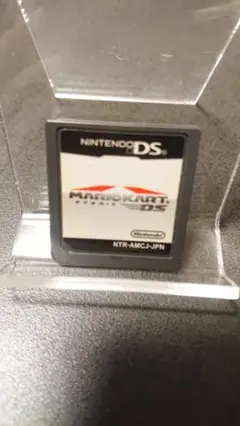 NINTENDO DS
MARIOKART
DS
Nintendo
NTR-AMCJ-JPN